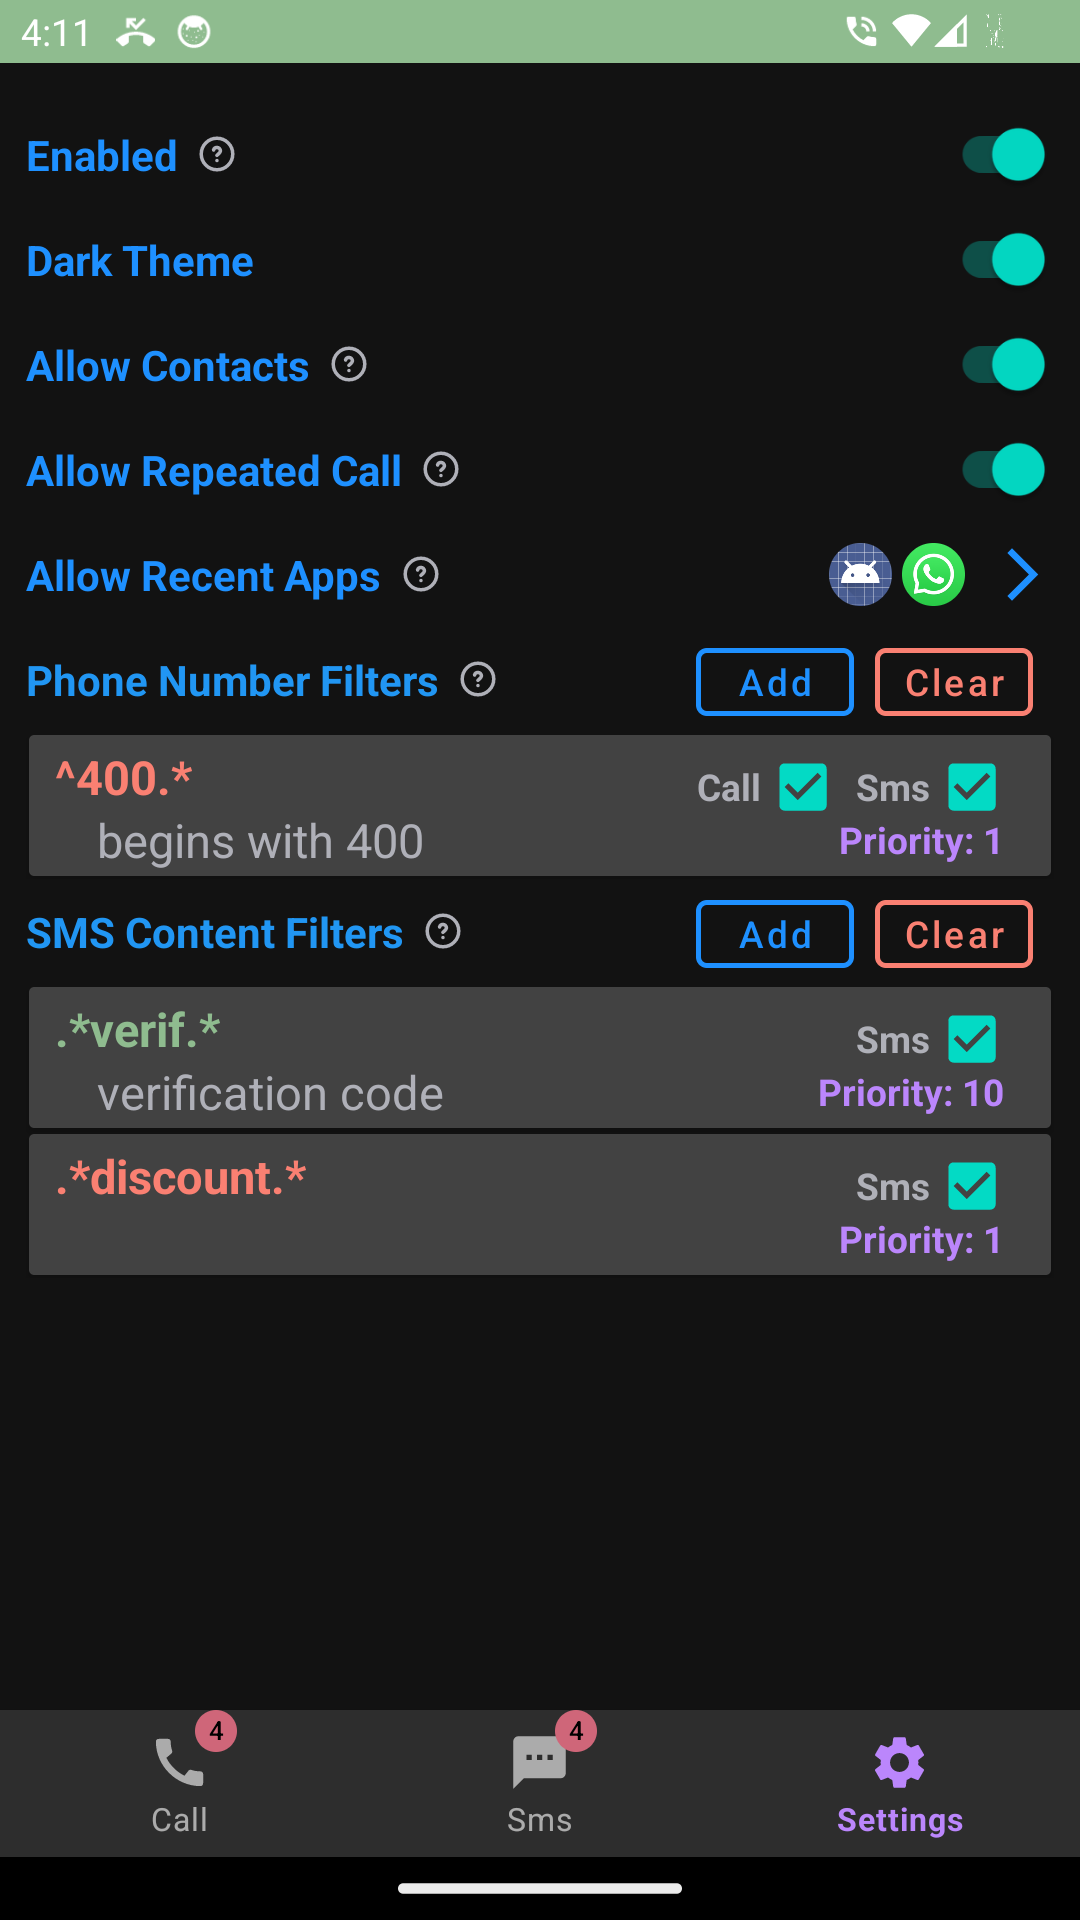 4:11
Enabled
Dark Theme
Allow Contacts
Allow Repeated Call
Allow Recent Apps
Phone Number Filters Add Clear
^400.* Call Sms
begins with 400 Priority: 1
SMS Content Filters Add Clear
.*verif.* Sms
verification code Priority: 10
.*discount.* Sms
Priority: 1
4 4
Call Sms Settings